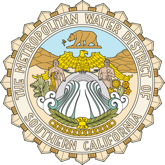 THE METROPOLITAN WATER DISTRICT OF
SOUTHERN CALIFORNIA